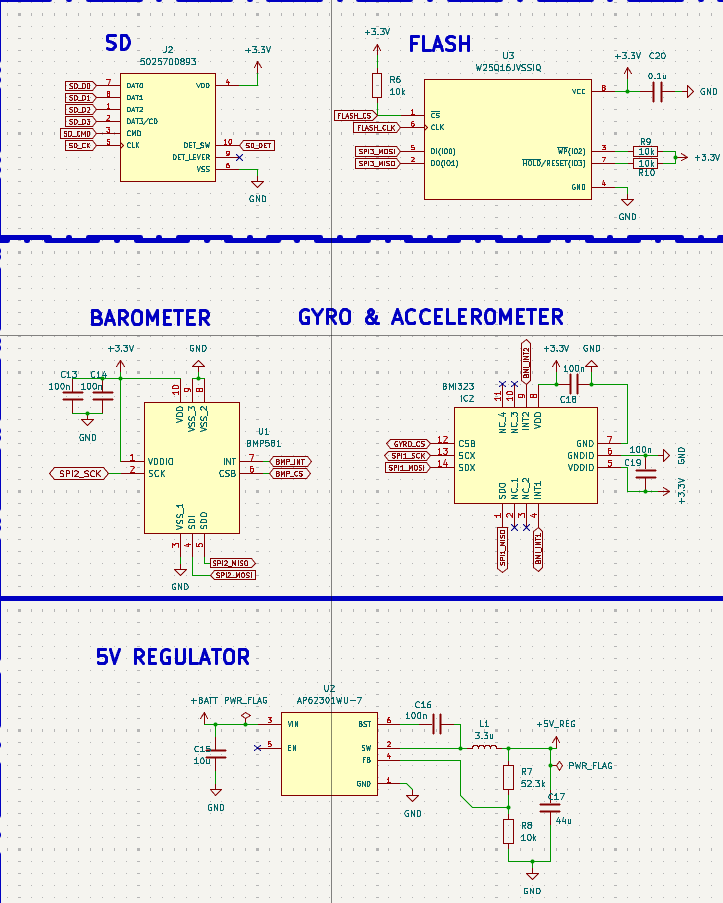 SD
J2
5025700893
+3.3V
SD_D0 7 DAT0 VDD 4
SD_D1 8 DAT1
SD_D2 1 DAT2
SD_D3 2 DAT3/CD
SD_CMD 3 CMD DET_SW 10 SD_DET
SD_CK 5 CLK DET_LEVER 9
VSS 6
GND
FLASH
+3.3V
R6
10k
U3
W25Q16JVSSIQ
+3.3V C20
0.1u
VCC 8 GND
FLASH_CS 1 CS
FLASH_CLK 6 CLK
SPI3_MOSI 5 DI(IO0) WP(IO2) 3
SPI3_MISO 2 DO(IO1) HOLD/RESET(IO3) 7
R9
10k
10k
R10
+3.3V
GND 4
GND
BAROMETER
+3.3V GND
C13 C14
100n 100n
GND
10 9 8
VDD VSS_3 VSS_2
U1
BMP581
1 VDDIO INT 7 BMP_INT
SPI2_SCK 2 SCK CSB 6 BMP_CS
VSS_1 SDI SDO
3 4 5
SPI2_MISO
SPI2_MOSI
GND
GYRO & ACCELEROMETER
BNI_INT2
+3.3V GND
100n
C18
BMI323
IC2
11 10 9 8
NC_4 NC_3 INT2 VDD
GYRO_CS 12 CSB GND 7
SPI1_SCK 13 SCX GNDIO 6
SPI1_MOSI 14 SDX VDDIO 5
100n
C19
GND
+3.3V
SDO NC_1 NC_2 INT1
1 2 3 4
SPI1_MISO BNI_INT1
5V REGULATOR
U2
AP62301WU-7
+BATT PWR_FLAG
3 VIN BST 6
5 EN SW 2
FB 4
GND 1
C15
10U
GND
C16
100n
L1
3.3u
+5V_REG
PWR_FLAG
R7
52.3k
C17
44u
R8
10k
GND
GND